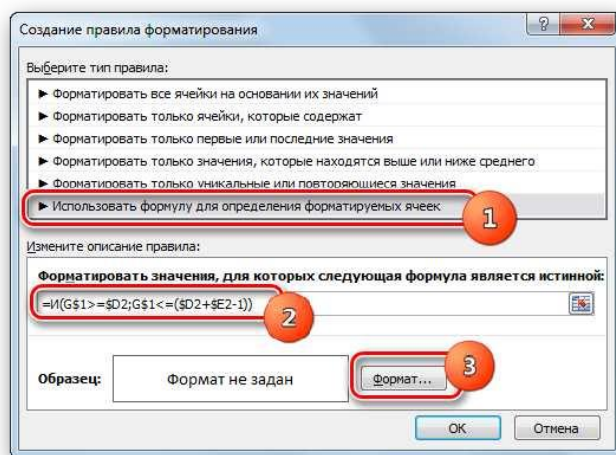 Создание правила форматирования
Выберите тип правила:
► Форматировать все ячейки на основании их значений
► Форматировать только ячейки, которые содержат
► Форматировать только первые или последние значения
► Форматировать только значения, которые находятся выше или ниже среднего
► Форматировать только уникальные или повторяющиеся значения
► Использовать формулу для определения форматируемых ячеек
1
Измените описание правила:
Форматировать значения, для которых следующая формула является истинной:
=И(G$1>=$D2;G$1<=($D2+$E2-1))
2
Образец:
Формат не задан
Формат...
3
ОК
Отмена